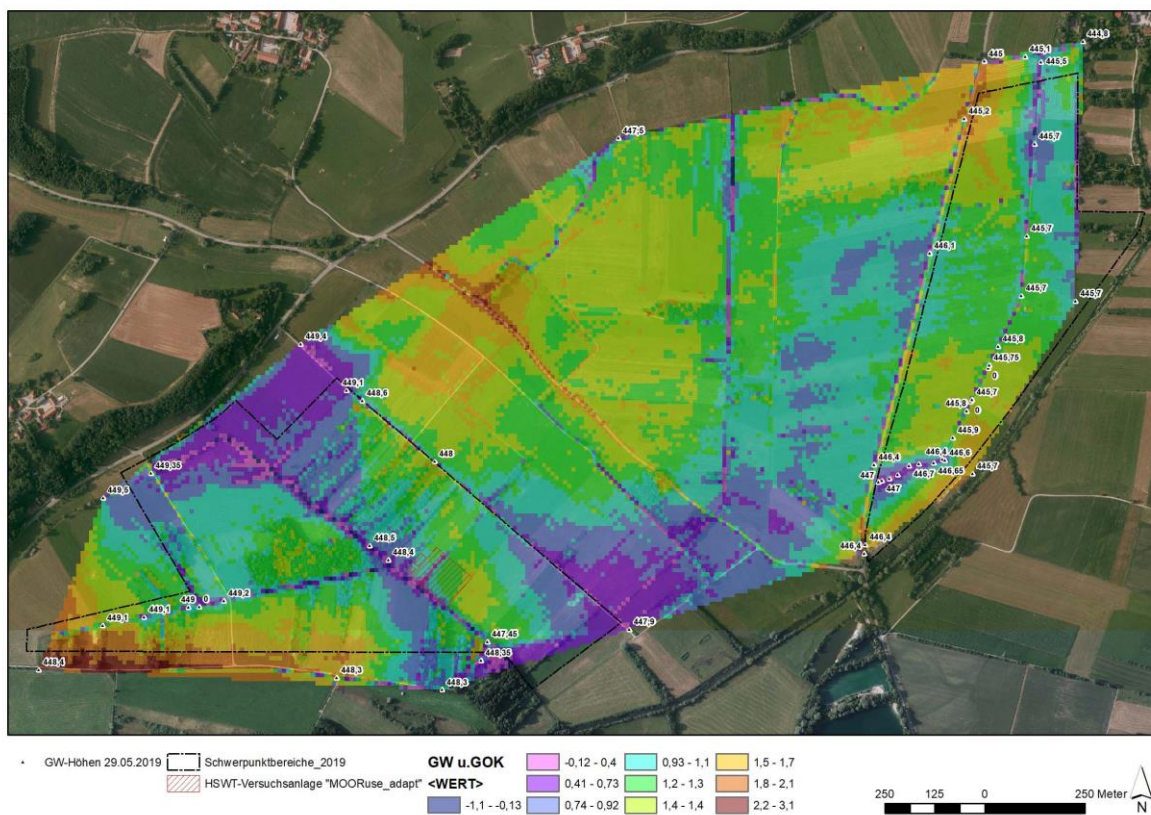 444,8
445
445,1
445,5
445,2
447,5
445,7
445,7
446,1
445,7
445,7
449,4
445,8
445,75
0
449,1
448,6
445,7
445,8
0
445,9
448
446,4
446,6
446,4
449,35
447
446,7
446,65
445,7
447
449,5
448,5
446,4
446,4
448,4
449,2
449
0
449,1
449,1
447,9
447,45
448,35
448,4
448,3
448,3
GW-Höhen 29.05.2019
Schwerpunktbereiche_2019
HSWT-Versuchsanlage "MOORuse_adapt"
GW u.GOK
<WERT>
-1,1 - -0,13
-0,12 - 0,4
0,41 - 0,73
0,74 - 0,92
0,93 - 1,1
1,2 - 1,3
1,4 - 1,4
1,5 - 1,7
1,8 - 2,1
2,2 - 3,1
250 125 0 250 Meter
N